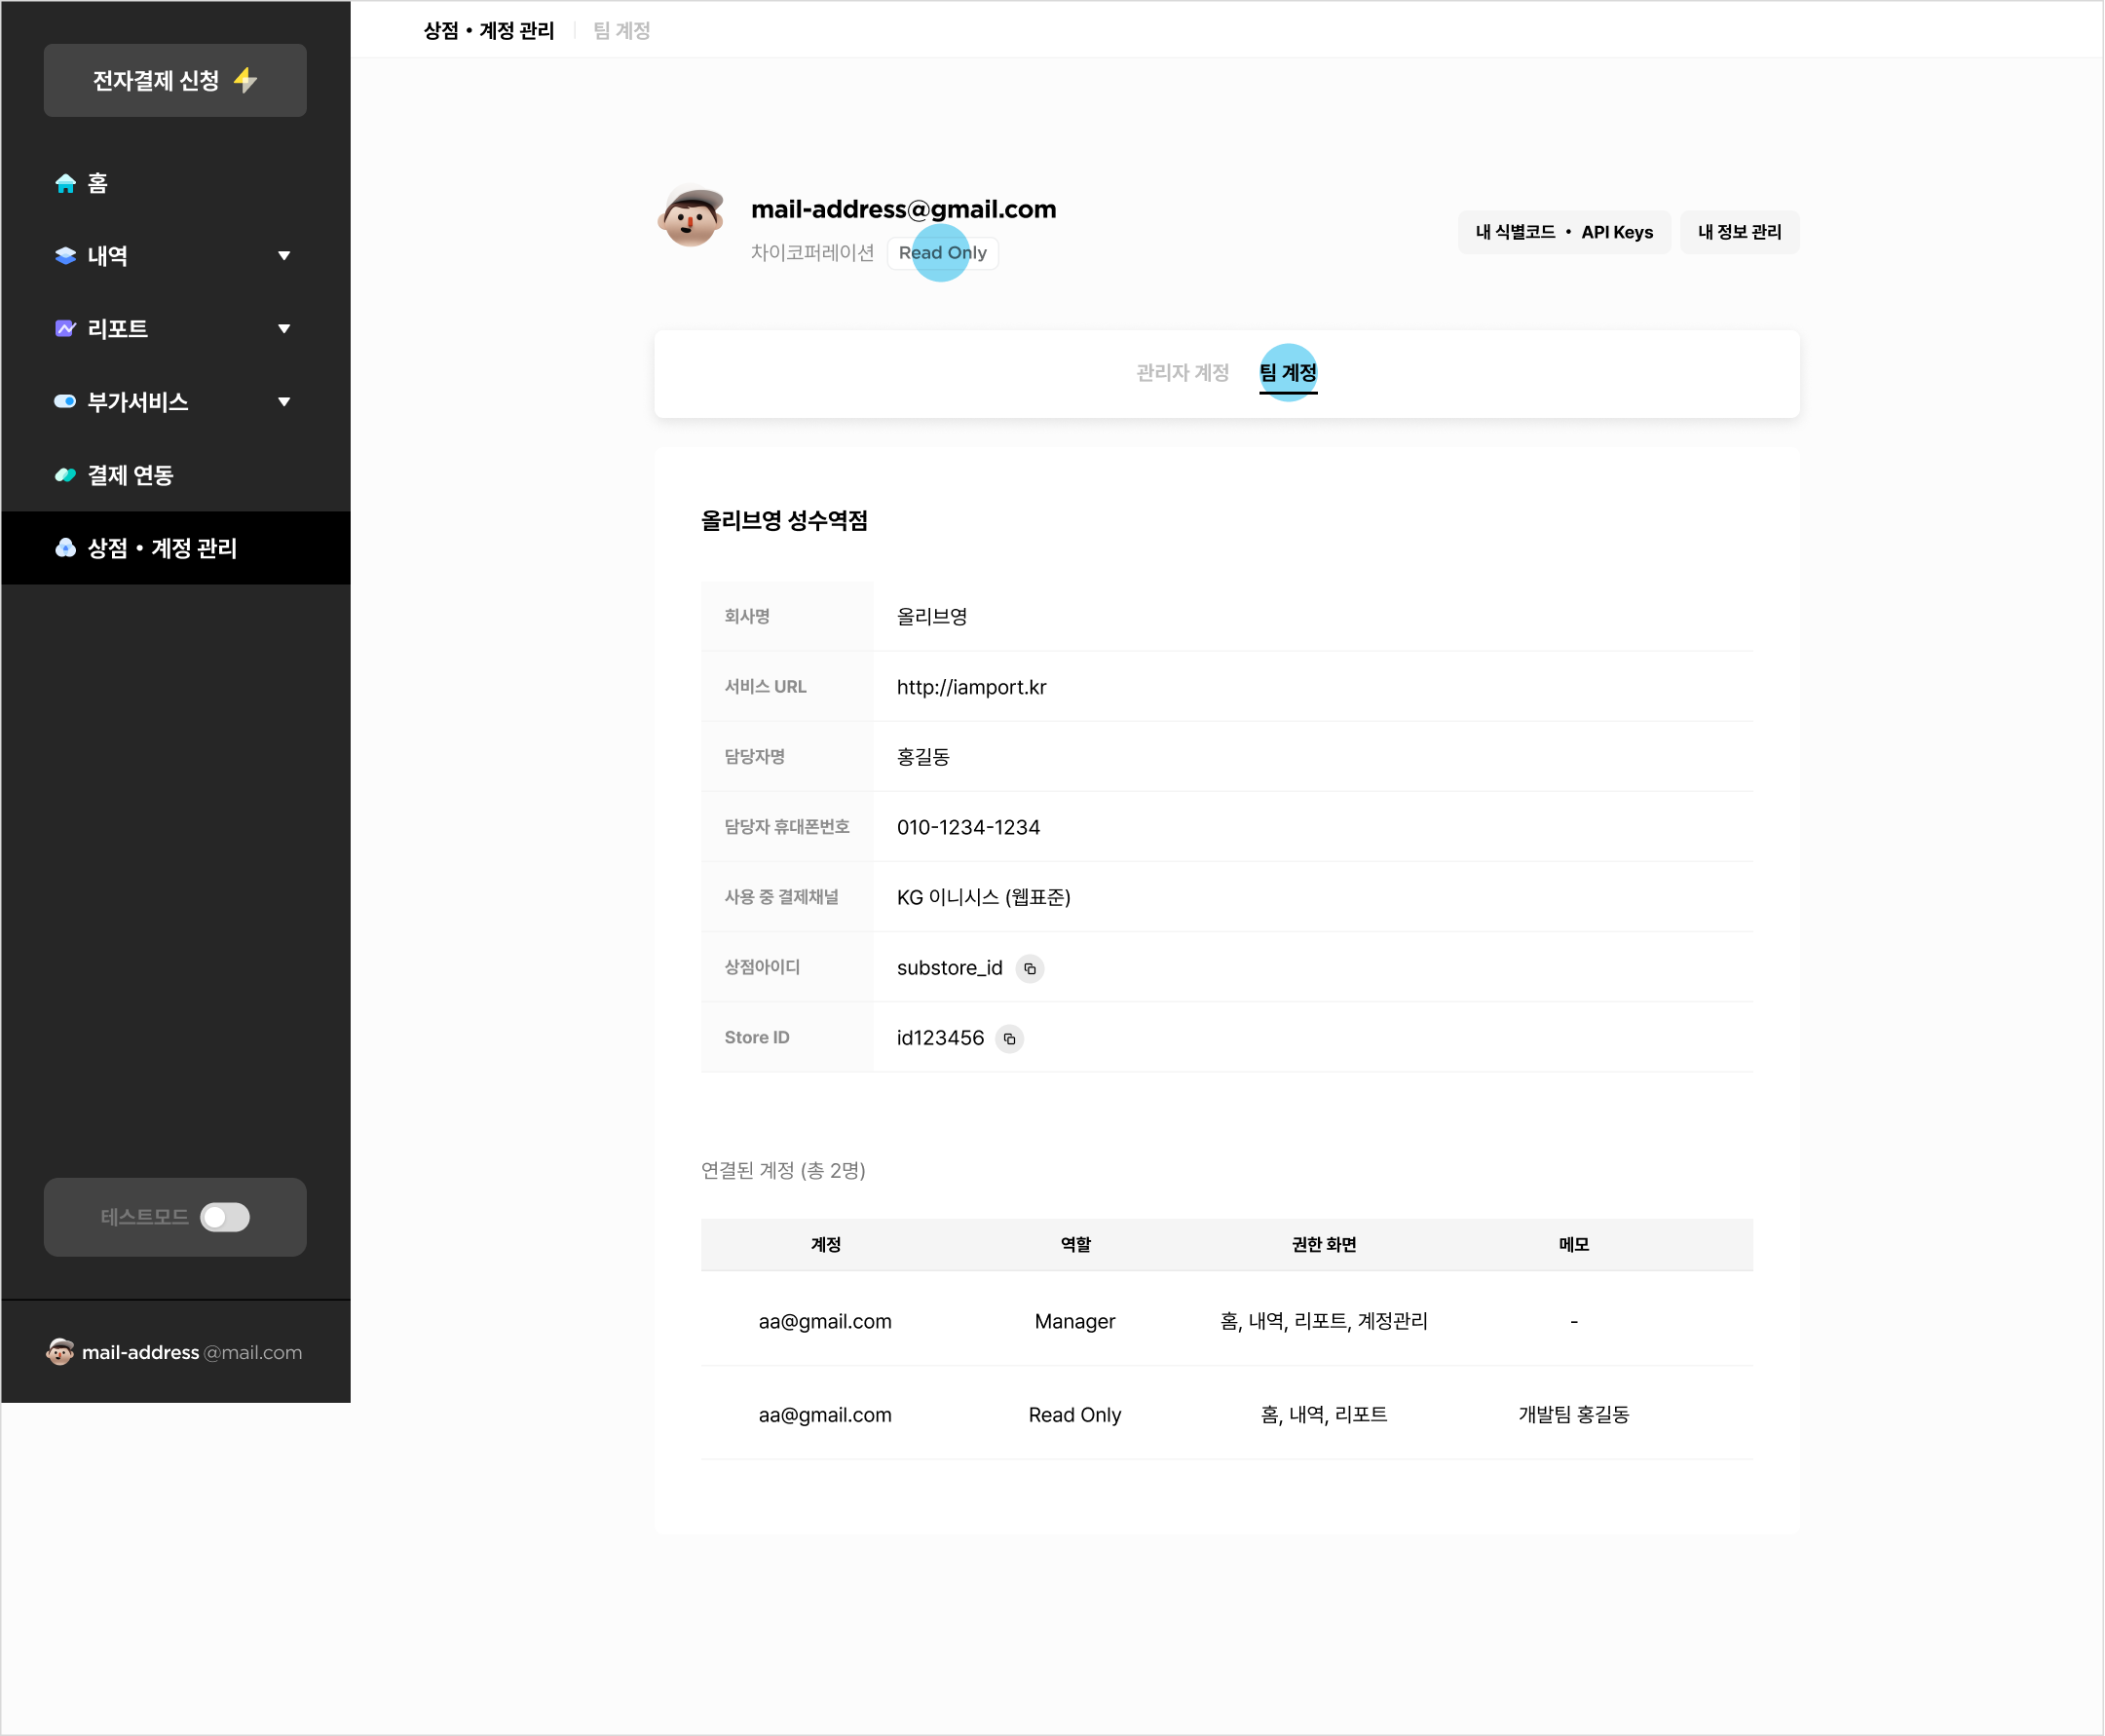 전자결제 신청
홈
내역
리포트
부가서비스
결제 연동
상점 • 계정 관리
테스트모드
mail-address @mail.com
상점 • 계정 관리 | 팀 계정
mail-address@gmail.com
차이코퍼레이션 Read Only
내 식별코드 • API Keys
내 정보 관리
관리자 계정 팀 계정
올리브영 성수역점
회사명 올리브영
서비스 URL http://iamport.kr
담당자명 홍길동
담당자 휴대폰번호 010-1234-1234
사용 중 결제채널 KG 이니시스 (웹표준)
상점아이디 substore_id
Store ID id123456
연결된 계정 (총 2명)
계정 역할 권한 화면 메모
aa@gmail.com Manager 홈, 내역, 리포트, 계정관리 -
aa@gmail.com Read Only 홈, 내역, 리포트 개발팀 홍길동